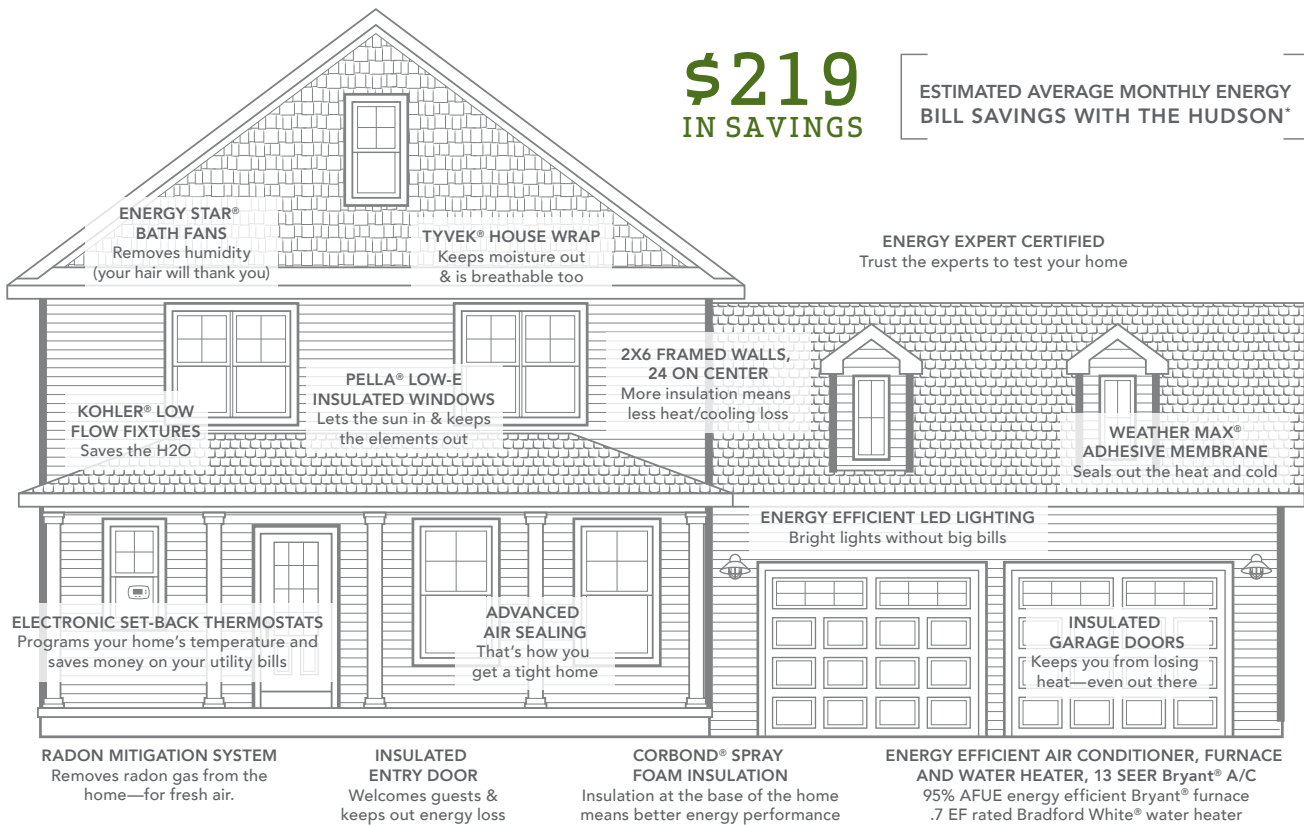 $219
IN SAVINGS
ESTIMATED AVERAGE MONTHLY ENERGY
BILL SAVINGS WITH THE HUDSON*
ENERGY STAR®
BATH FANS
Removes humidity
(your hair will thank you)
TYVEK® HOUSE WRAP
Keeps moisture out
& is breathable too
ENERGY EXPERT CERTIFIED
Trust the experts to test your home
2X6 FRAMED WALLS,
24 ON CENTER
More insulation means
less heat/cooling loss
PELLA® LOW-E
INSULATED WINDOWS
Lets the sun in & keeps
the elements out
KOHLER® LOW
FLOW FIXTURES
Saves the H2O
WEATHER MAX®
ADHESIVE MEMBRANE
Seals out the heat and cold
ENERGY EFFICIENT LED LIGHTING
Bright lights without big bills
ELECTRONIC SET-BACK THERMOSTATS
Programs your home’s temperature and
saves money on your utility bills
ADVANCED
AIR SEALING
That’s how you
get a tight home
INSULATED
GARAGE DOORS
Keeps you from losing
heat—even out there
RADON MITIGATION SYSTEM
Removes radon gas from the
home—for fresh air.
INSULATED
ENTRY DOOR
Welcomes guests &
keeps out energy loss
CORBOND® SPRAY
FOAM INSULATION
Insulation at the base of the home
means better energy performance
ENERGY EFFICIENT AIR CONDITIONER, FURNACE
AND WATER HEATER, 13 SEER Bryant® A/C
95% AFUE energy efficient Bryant® furnace
.7 EF rated Bradford White® water heater